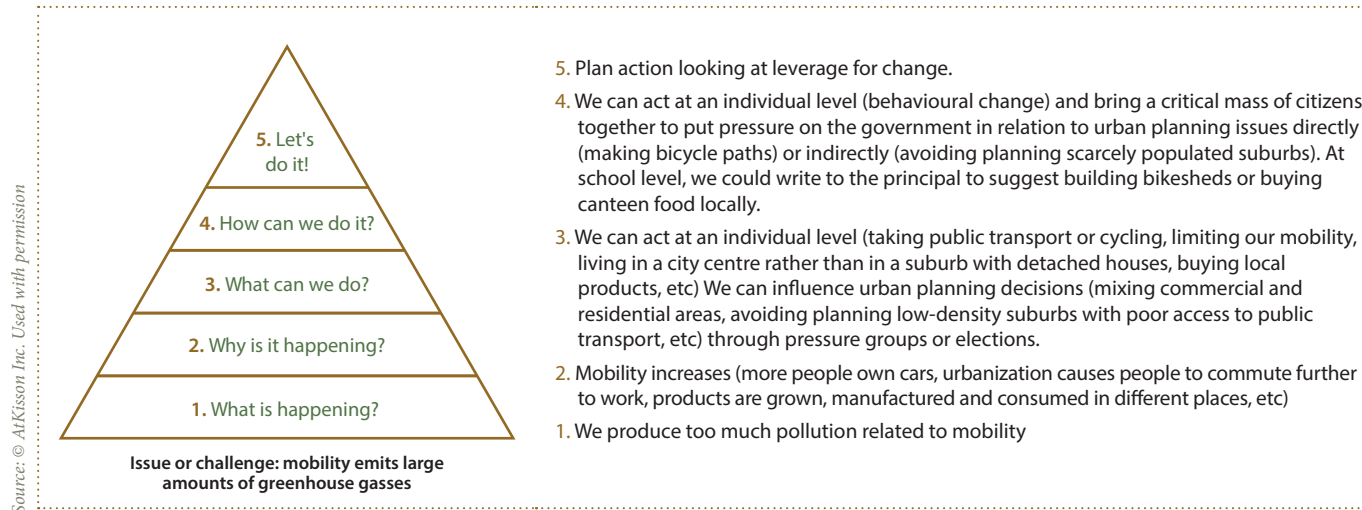 5. Let's
do it!
4. How can we do it?
3. What can we do?
2. Why is it happening?
1. What is happening?
Issue or challenge: mobility emits large
amounts of greenhouse gasses
5. Plan action looking at leverage for change.
4. We can act at an individual level (behavioural change) and bring a critical mass of citizens
together to put pressure on the government in relation to urban planning issues directly
(making bicycle paths) or indirectly (avoiding planning scarcely populated suburbs). At
school level, we could write to the principal to suggest building bikesheds or buying
canteen food locally.
3. We can act at an individual level (taking public transport or cycling, limiting our mobility,
living in a city centre rather than in a suburb with detached houses, buying local
products, etc) We can influence urban planning decisions (mixing commercial and
residential areas, avoiding planning low-density suburbs with poor access to public
transport, etc) through pressure groups or elections.
2. Mobility increases (more people own cars, urbanization causes people to commute further
to work, products are grown, manufactured and consumed in different places, etc)
1. We produce too much pollution related to mobility
Source: © AtKisson Inc. Used with permission